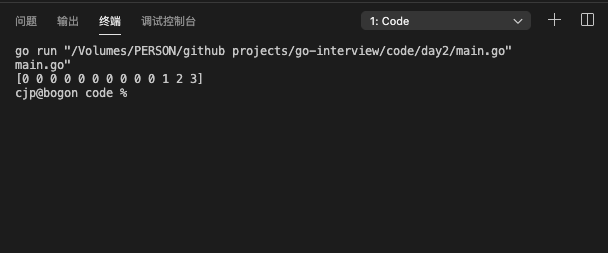 问题 输出 终端 调试控制台 1: Code
go run "/Volumes/PERSON/github projects/go-interview/code/day2/main.go"
main.go"
[0 0 0 0 0 0 0 0 0 0 1 2 3]
cjp@bogon code %